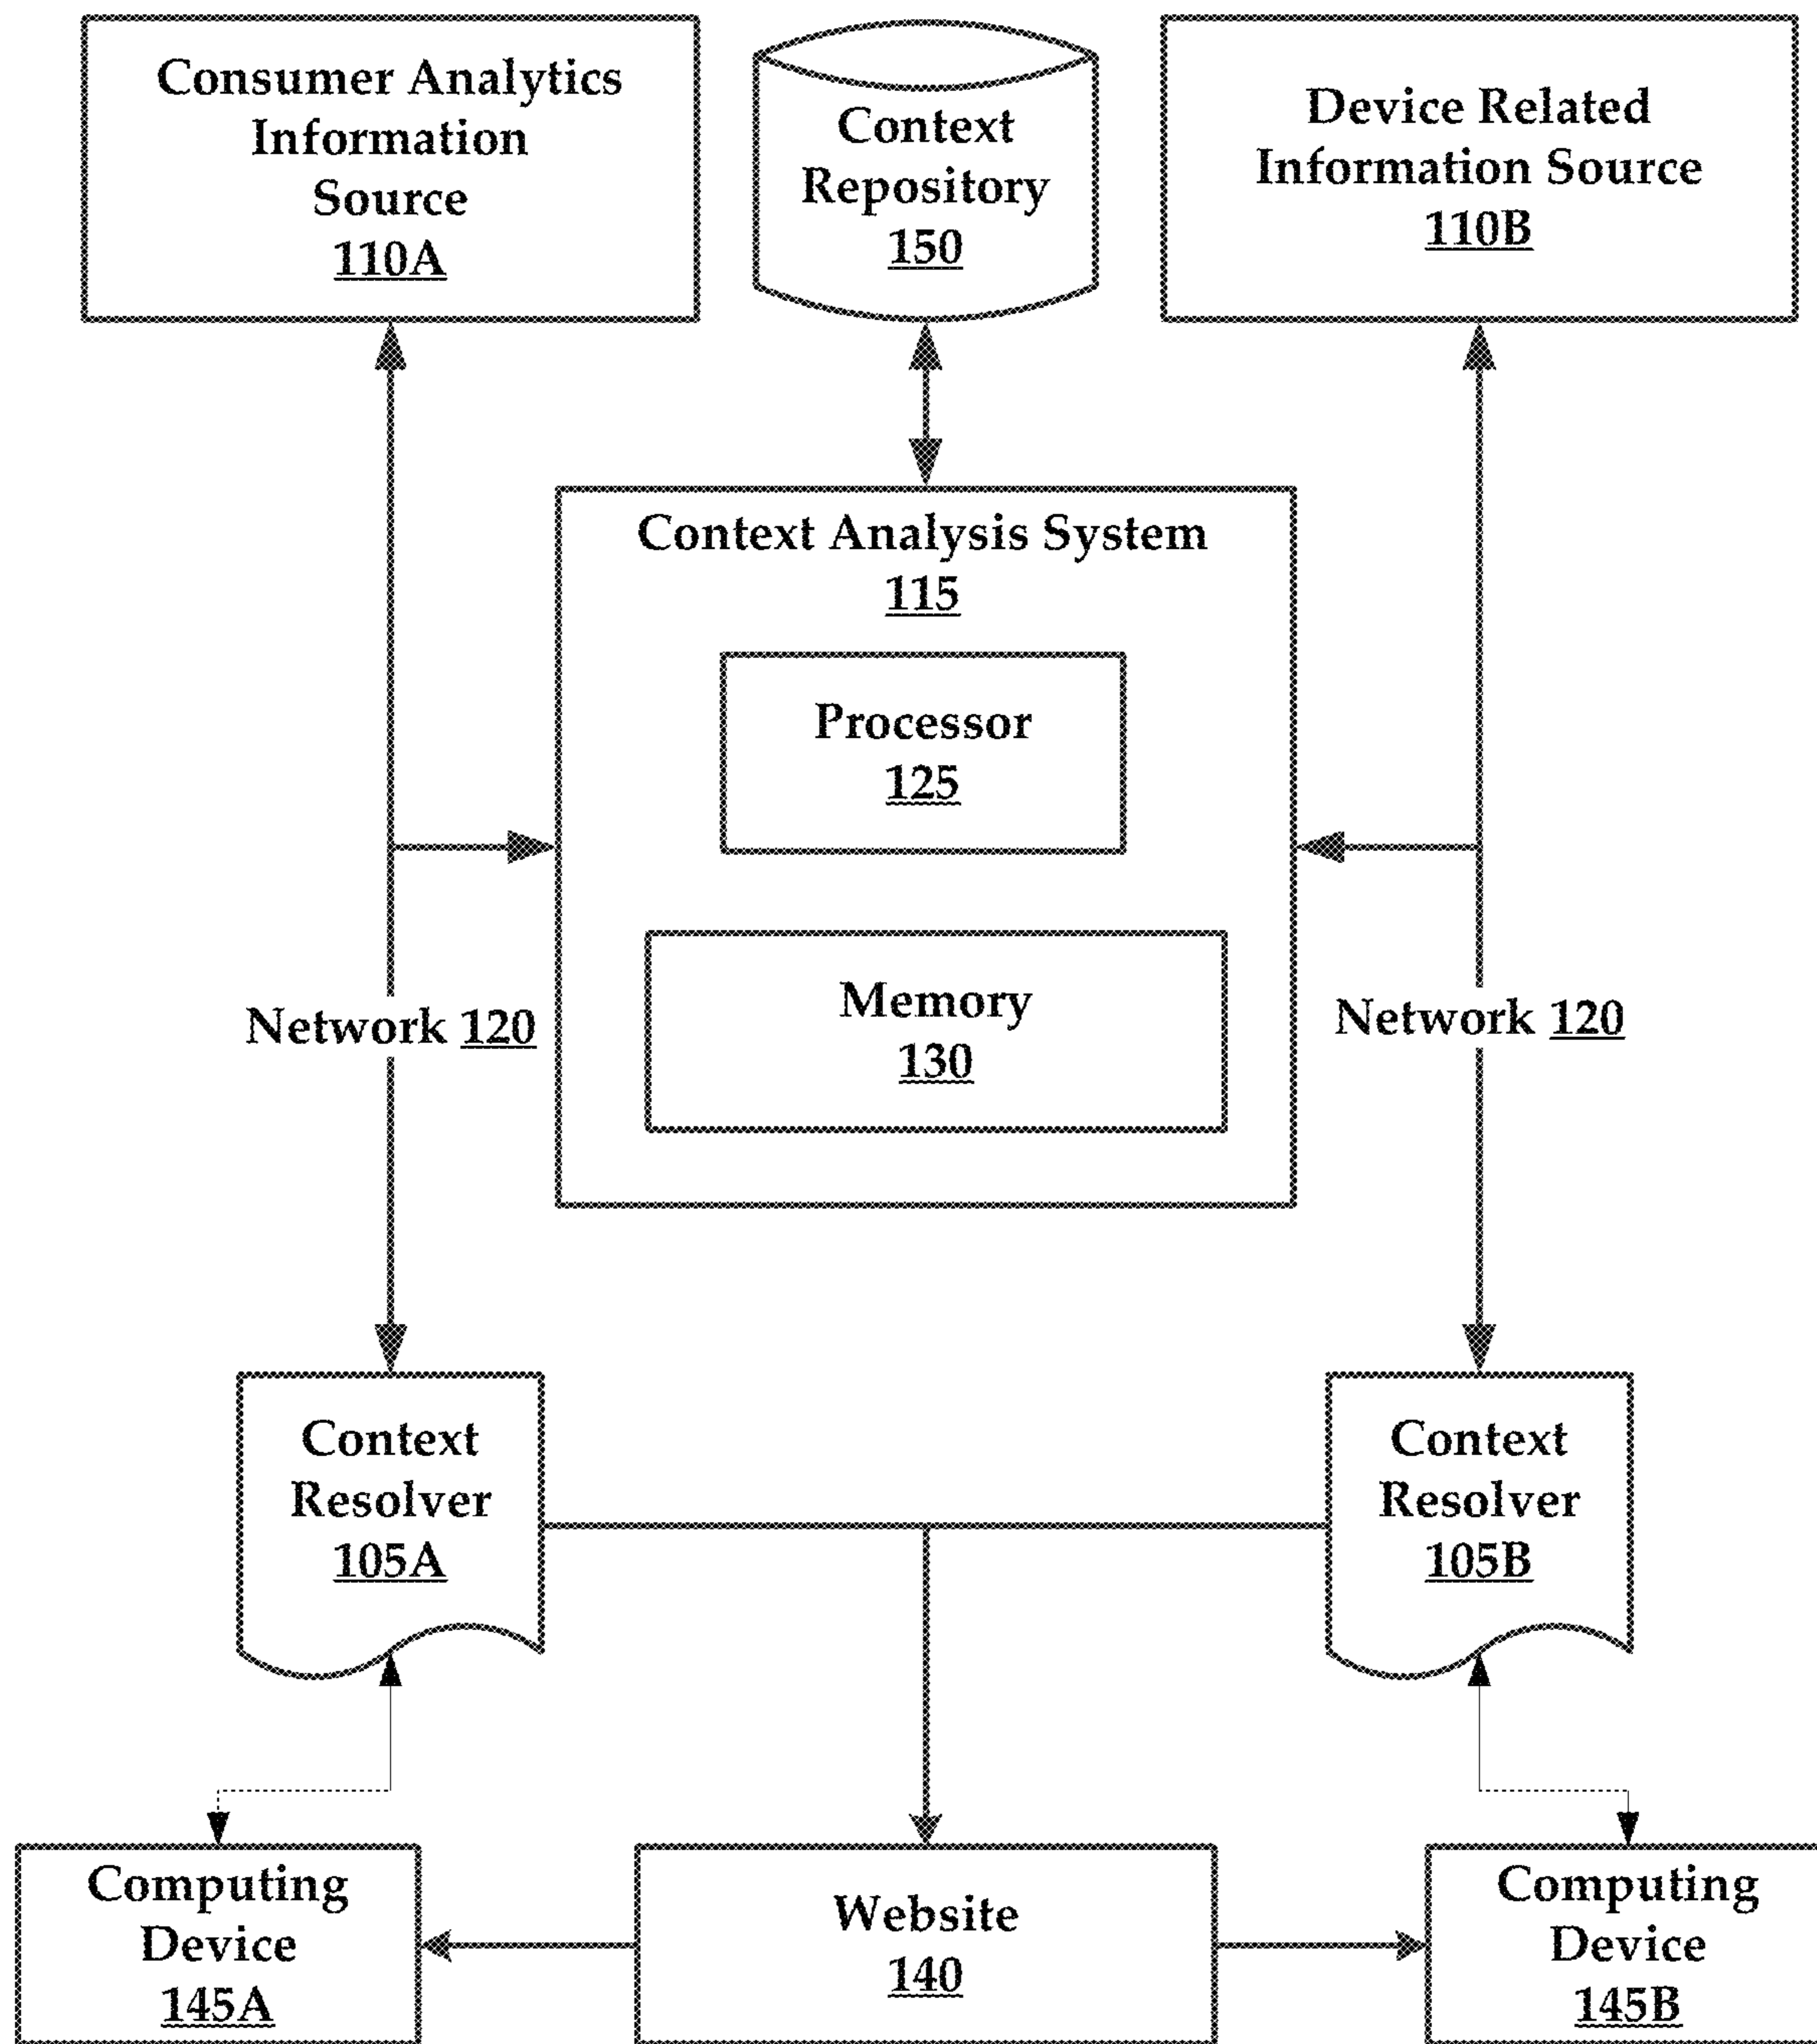 Consumer Analytics
Information
Source
110A
Context
Repository
150
Device Related
Information Source
110B
Context Analysis System
115
Processor
125
Memory
130
Network 120
Network 120
Context
Resolver
105A
Context
Resolver
105B
Computing
Device
145A
Website
140
Computing
Device
145B